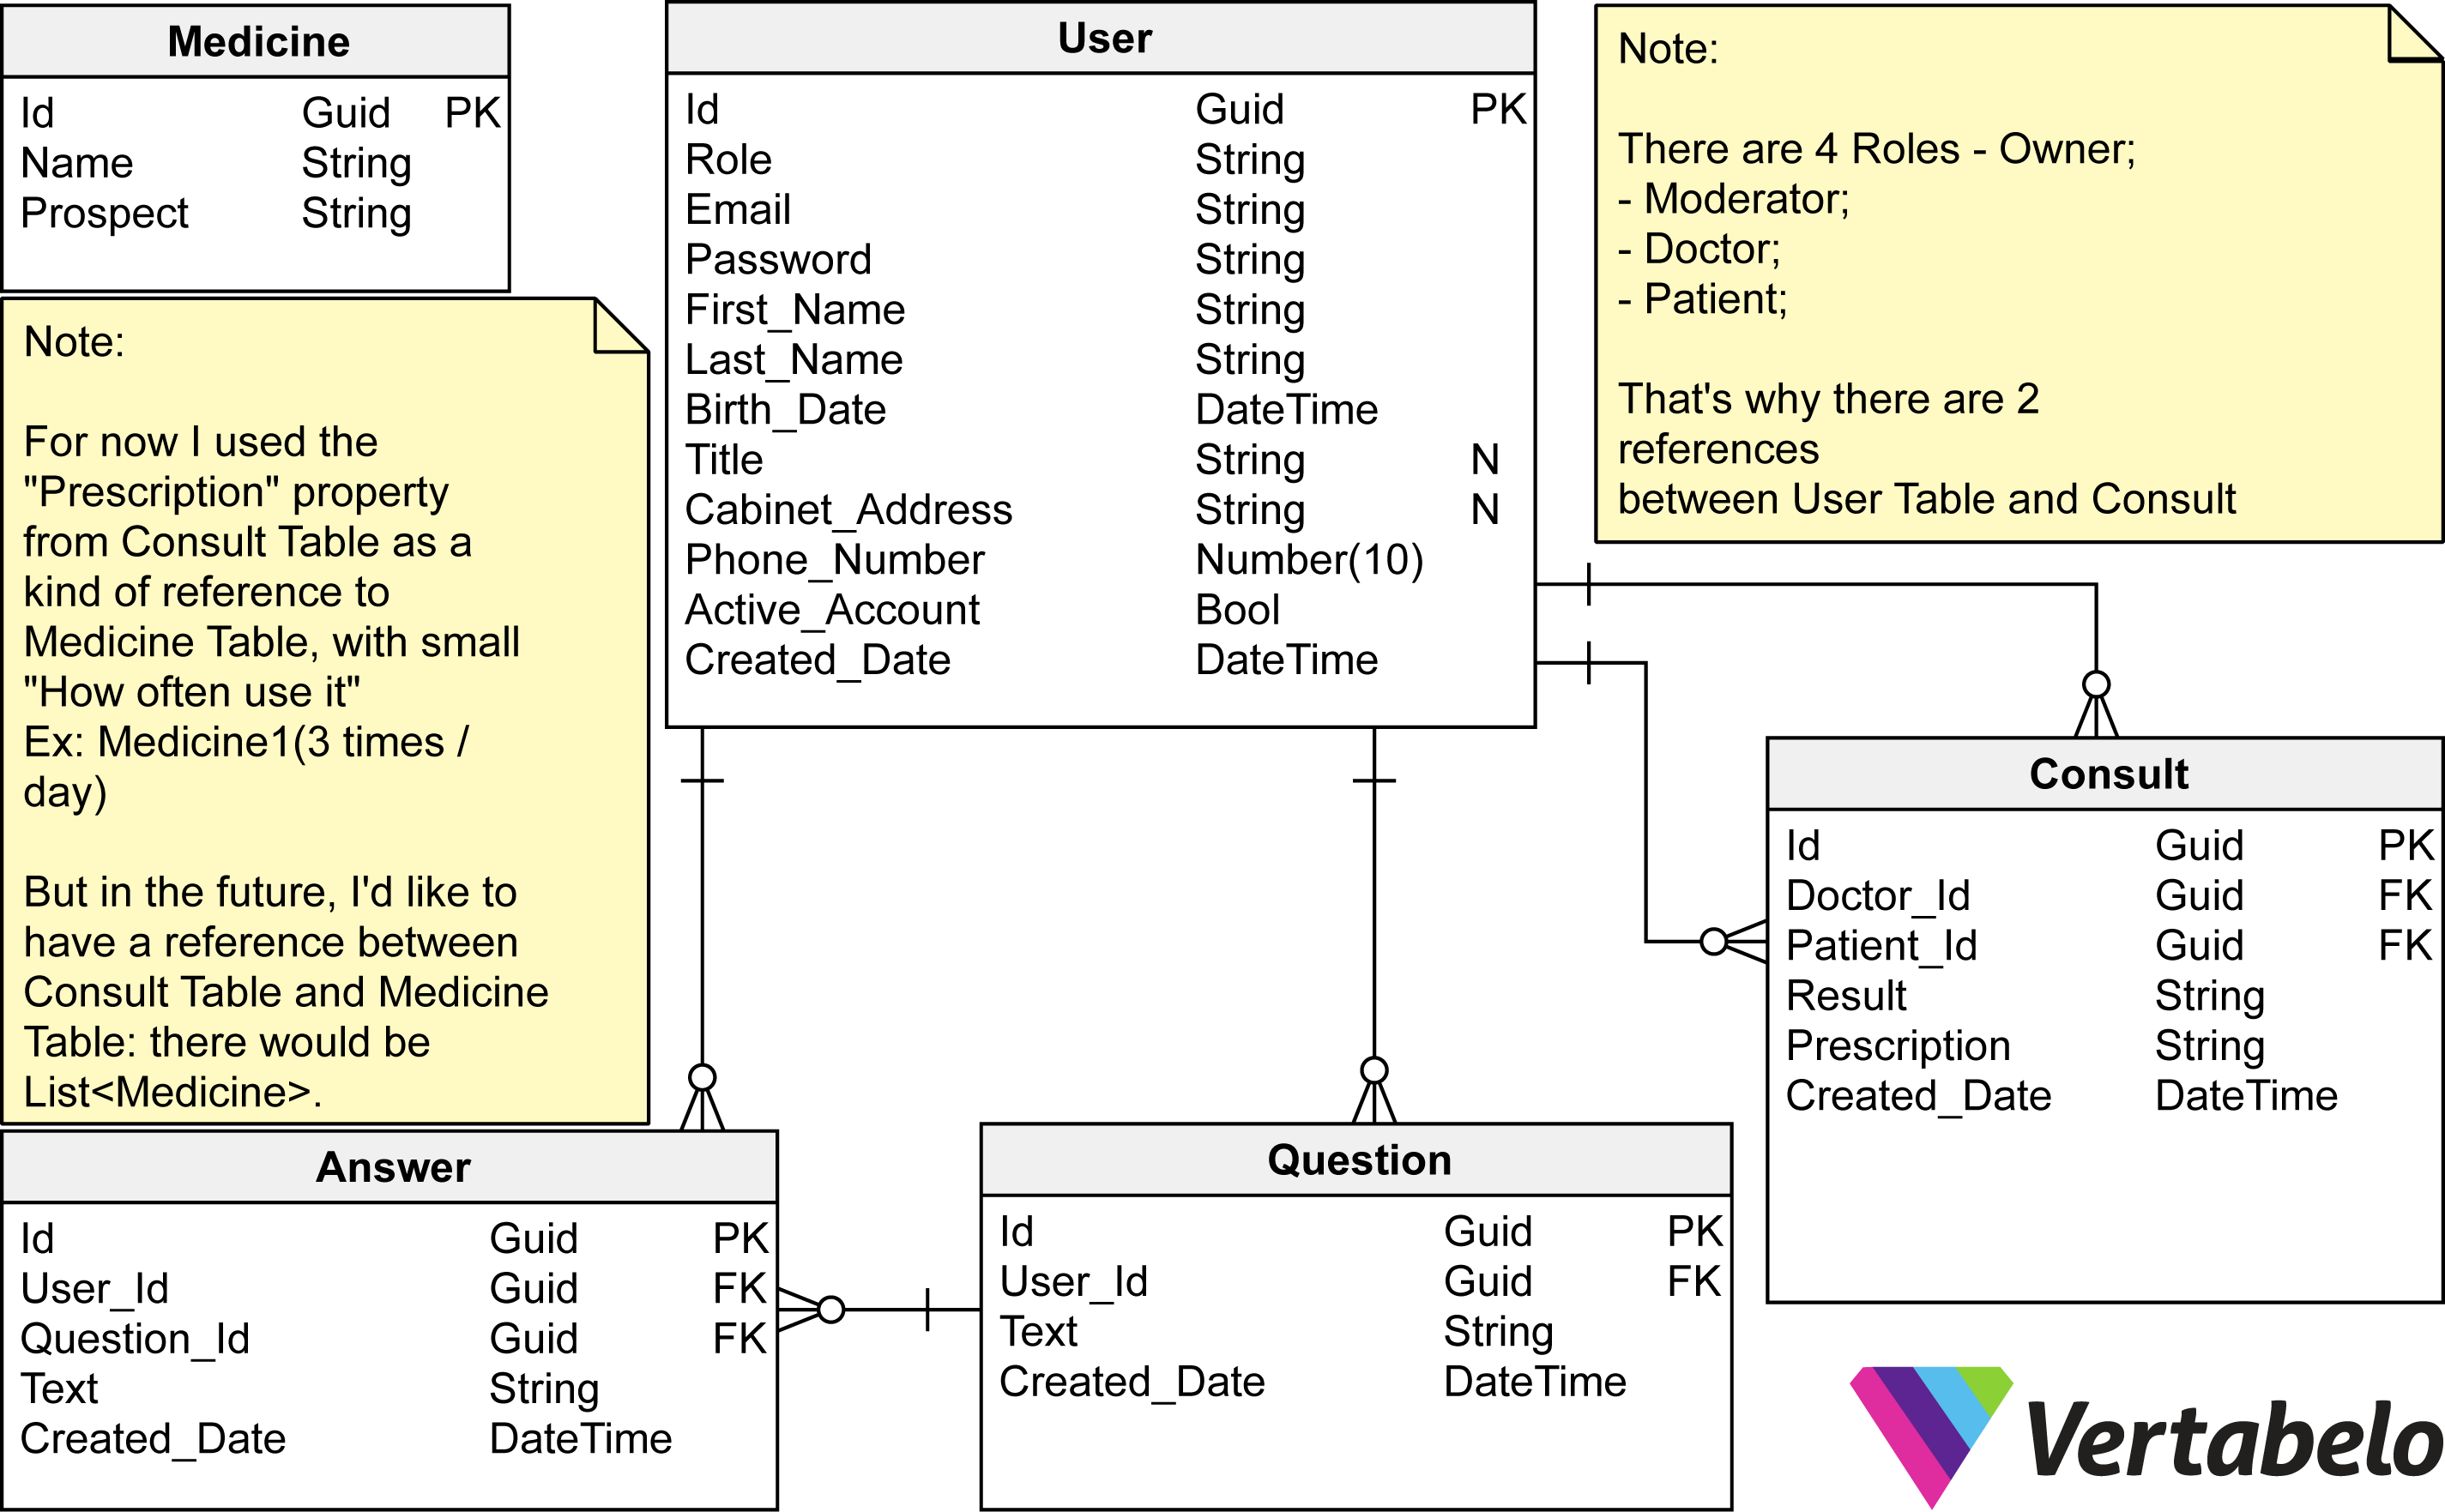 Medicine
Id Guid PK
Name String
Prospect String
User
Id Guid PK
Role String
Email String
Password String
First_Name String
Last_Name String
Birth_Date DateTime
Title String N
Cabinet_Address String N
Phone_Number Number(10)
Active_Account Bool
Created_Date DateTime
Note:
There are 4 Roles - Owner;
- Moderator;
- Doctor;
- Patient;
That's why there are 2
references
between User Table and Consult
Note:
For now I used the
"Prescription" property
from Consult Table as a
kind of reference to
Medicine Table, with small
"How often use it"
Ex: Medicine1(3 times /
day)
But in the future, I'd like to
have a reference between
Consult Table and Medicine
Table: there would be
List<Medicine>.
Consult
Id Guid PK
Doctor_Id Guid FK
Patient_Id Guid FK
Result String
Prescription String
Created_Date DateTime
Answer
Id Guid PK
User_Id Guid FK
Question_Id Guid FK
Text String
Created_Date DateTime
Question
Id Guid PK
User_Id Guid FK
Text String
Created_Date DateTime
Vertabelo